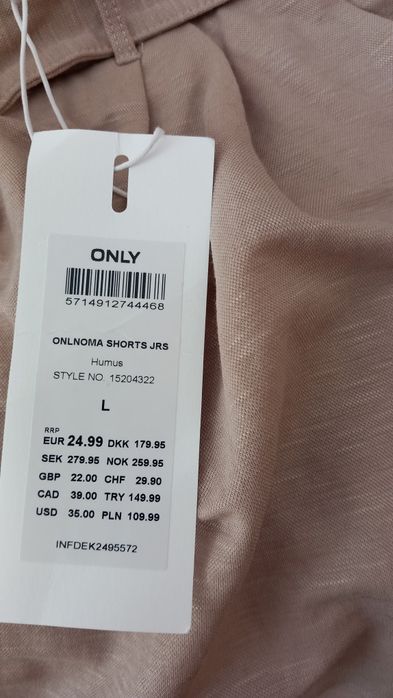 ONLY
5714912744468
ONLNOMA SHORTS JRS
Humus
STYLE NO. 15204322
L
RRP
EUR 24.99 DKK 179.95
SEK 279.95 NOK 259.95
GBP 22.00 CHF 29.90
CAD 39.00 TRY 149.99
USD 35.00 PLN 109.99
INFDEK2495572